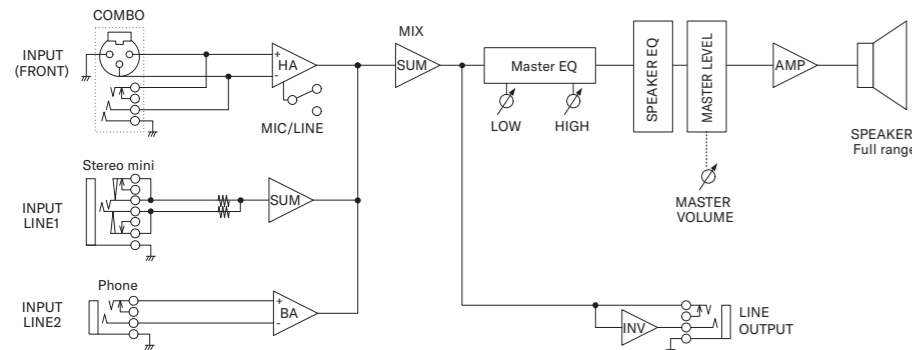 COMBO
INPUT
(FRONT)
+
-
HA
MIC/LINE
MIX
SUM
Master EQ
LOW
HIGH
SPEAKER EQ
MASTER LEVEL
MASTER
VOLUME
AMP
SPEAKER
Full range
Stereo mini
INPUT
LINE1
SUM
Phone
INPUT
LINE2
+
-
BA
INV
LINE
OUTPUT